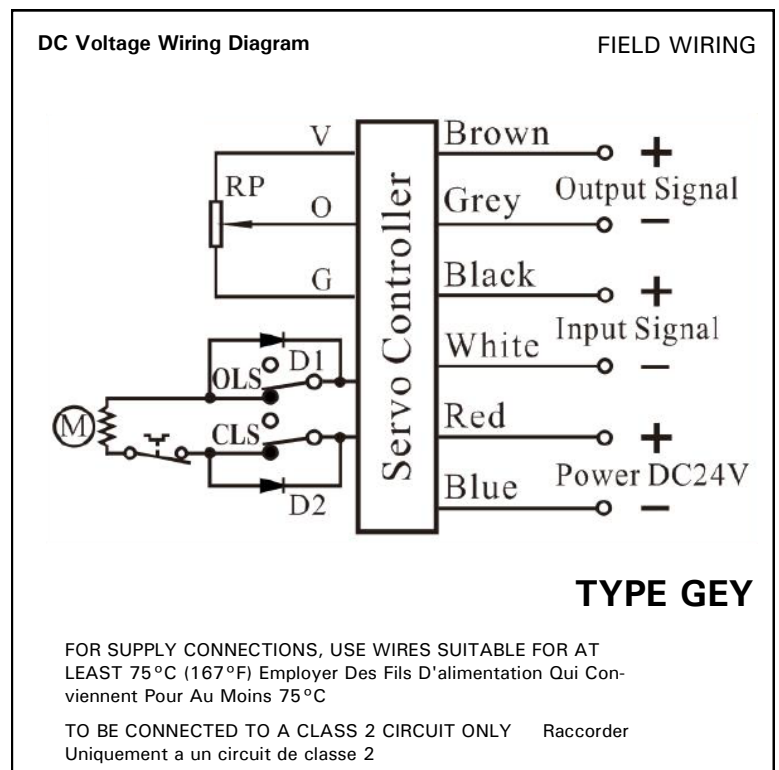 DC Voltage Wiring Diagram
FIELD WIRING
V
RP
O
G
Servo Controller
Brown
+
Output Signal
Grey
−
Black
+
Input Signal
White
−
Red
+
Power DC24V
Blue
−
D1
OLS
M
CLS
D2
TYPE GEY
FOR SUPPLY CONNECTIONS, USE WIRES SUITABLE FOR AT
LEAST 75°C (167°F) Employer Des Fils D'alimentation Qui Con-
viennent Pour Au Moins 75°C
TO BE CONNECTED TO A CLASS 2 CIRCUIT ONLY Raccorder
Uniquement a un circuit de classe 2